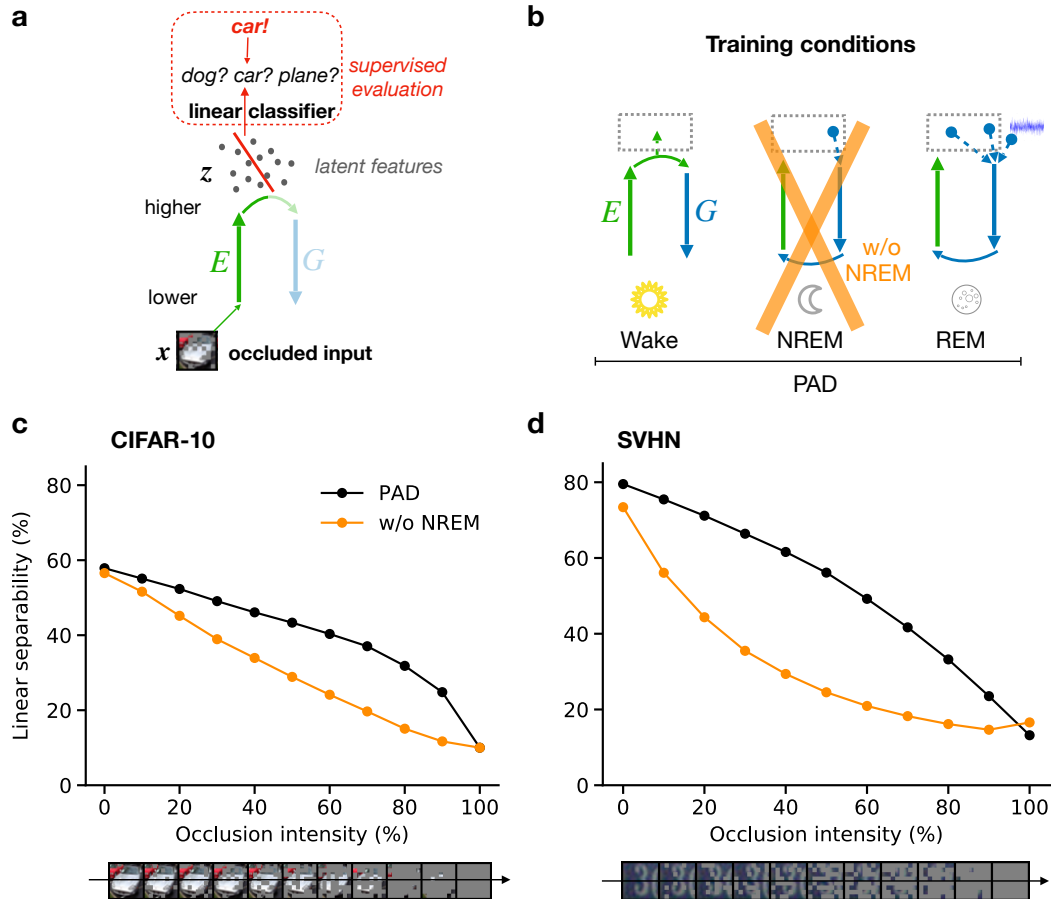 a
car!
dog? car? plane?
supervised
evaluation
linear classifier
z
latent features
higher
E
G
lower
x
occluded input
b
Training conditions
E
G
w/o
NREM
Wake
NREM
REM
PAD
c
CIFAR-10
80
60
40
20
0
Linear separability (%)
PAD
w/o NREM
0
20
40
60
80
100
Occlusion intensity (%)
d
SVHN
80
60
40
20
0
0
20
40
60
80
100
Occlusion intensity (%)